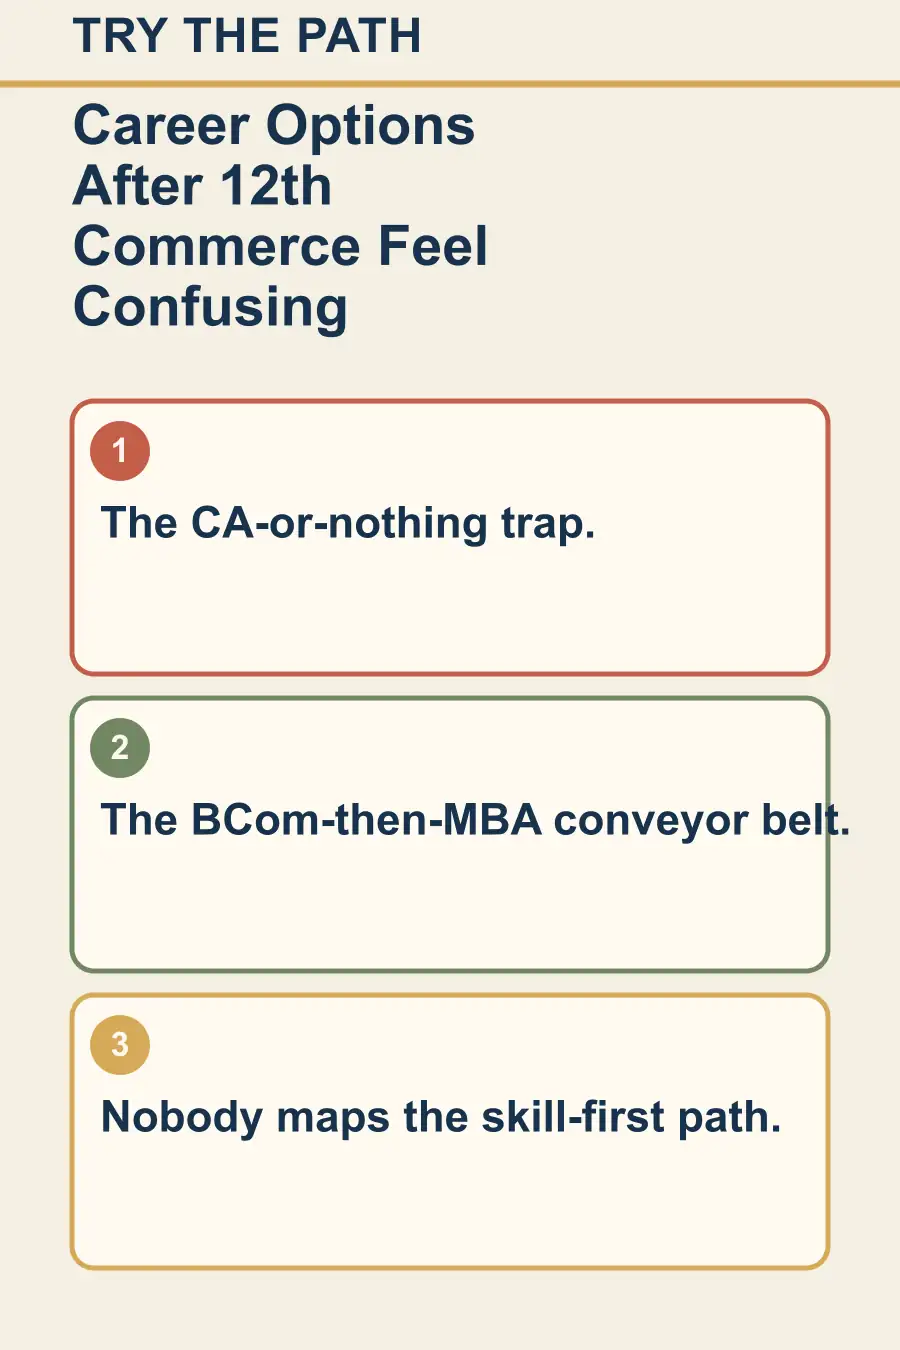 TRY THE PATH
Career Options
After 12th
Commerce Feel
Confusing
1
The CA-or-nothing trap.
2
The BCom-then-MBA conveyor belt.
3
Nobody maps the skill-first path.